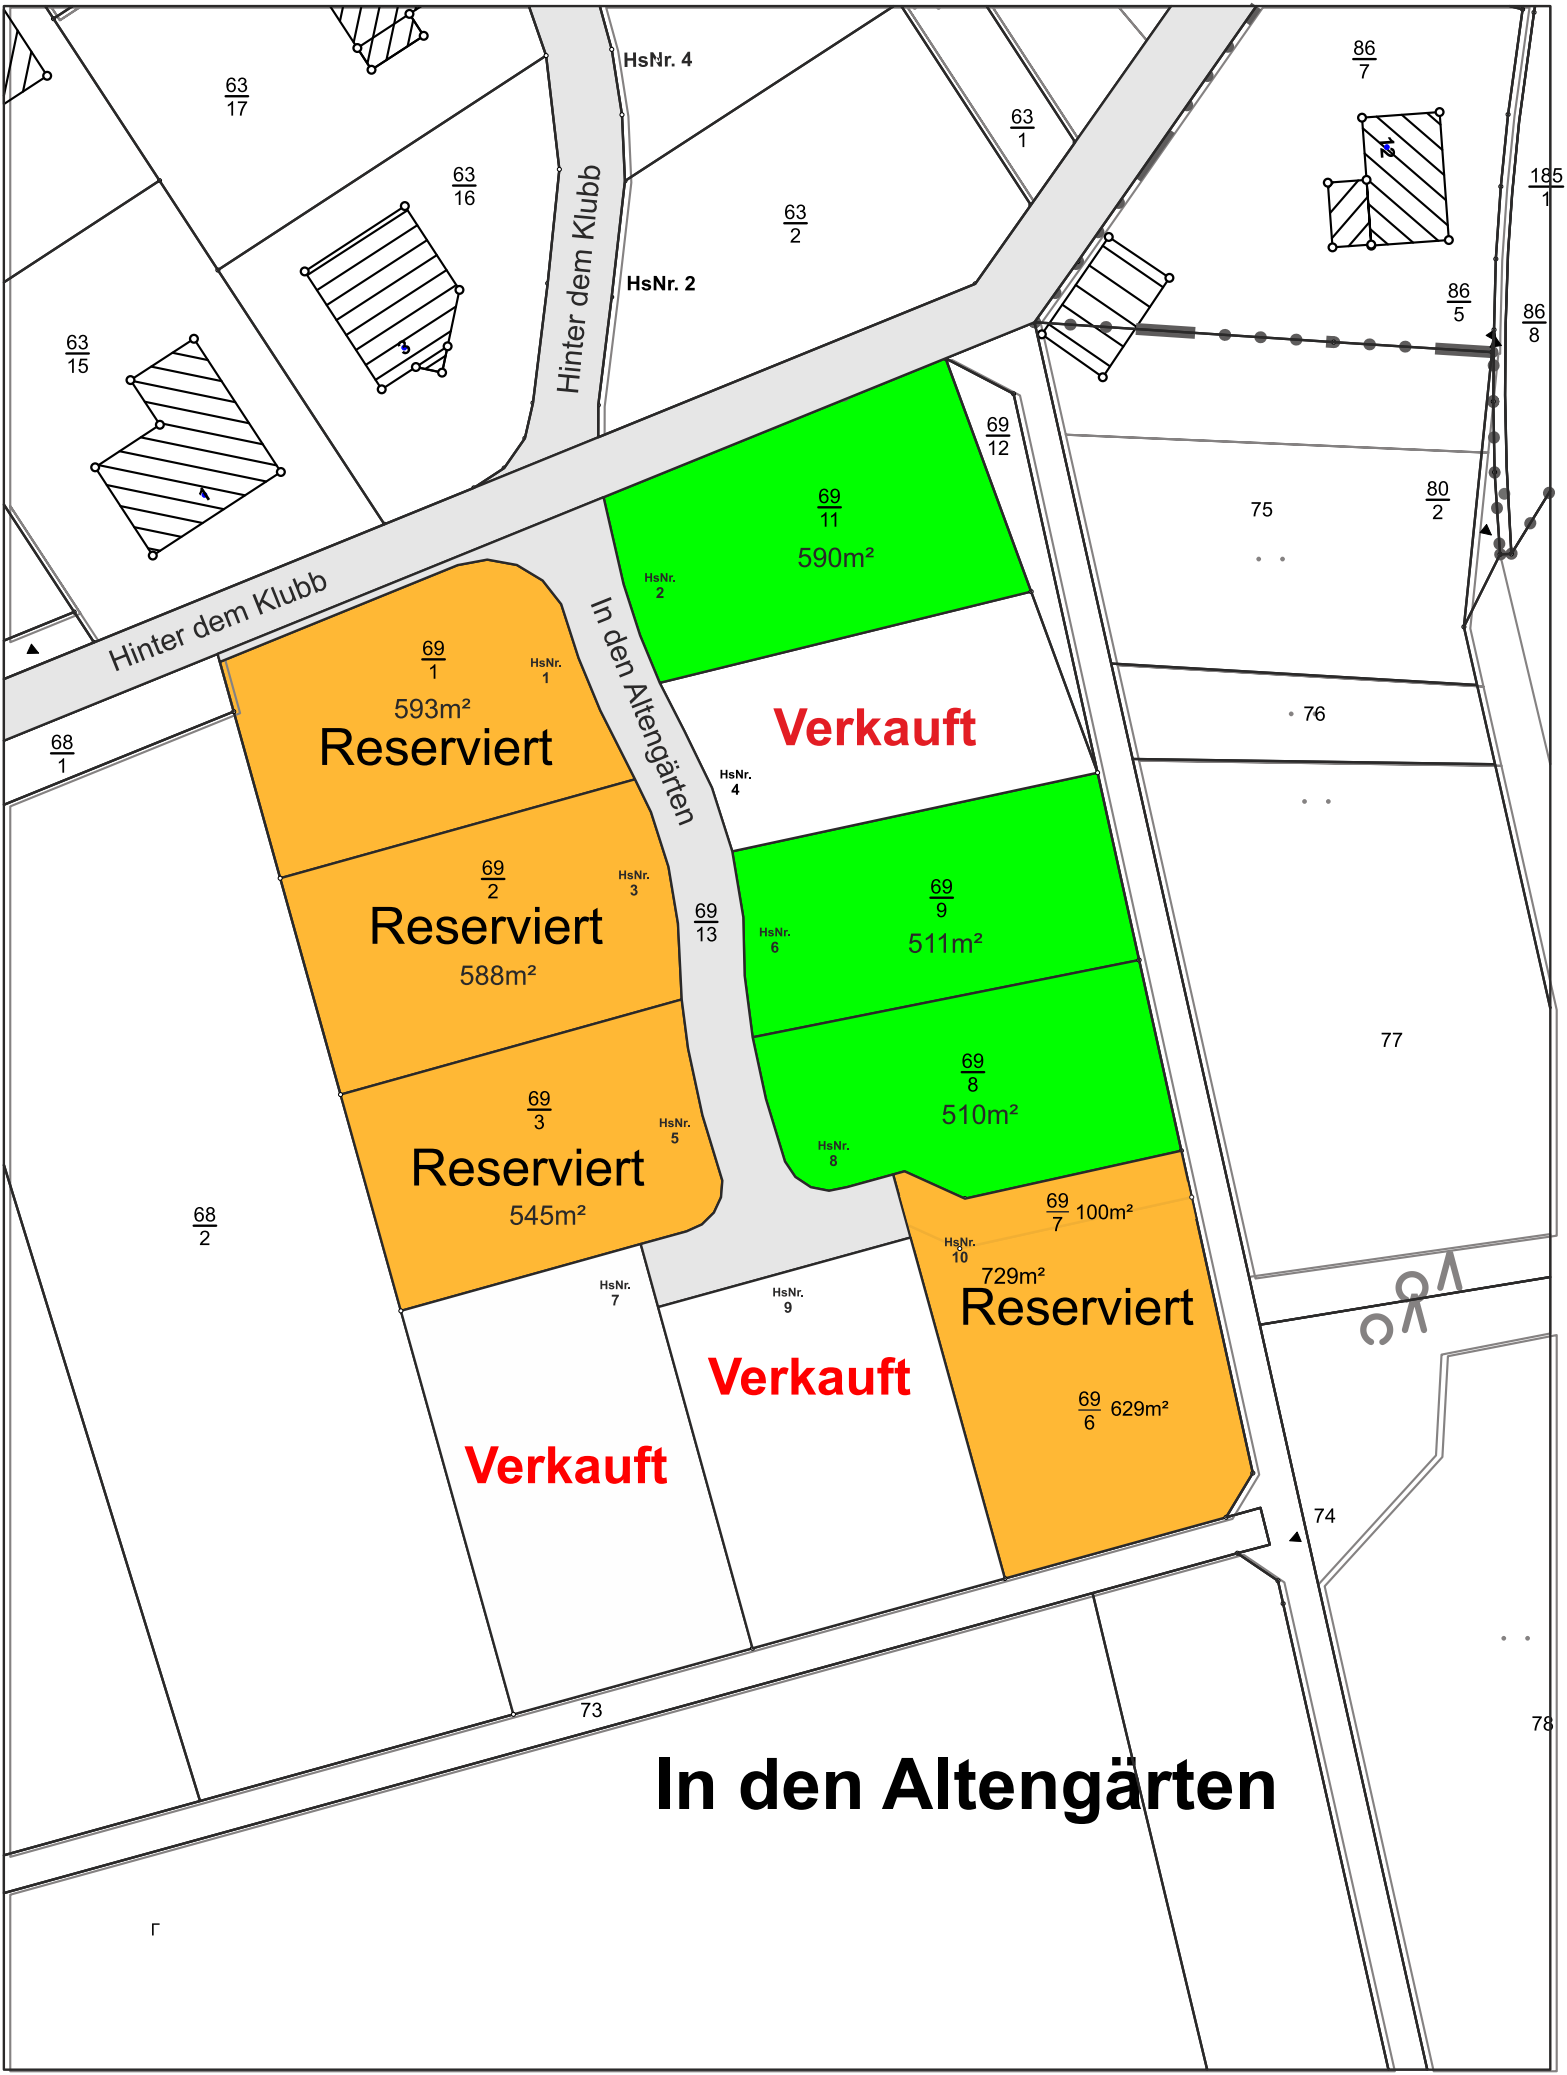 HsNr. 4
86
7
63
17
63
1
63
16
12
185
1
63
2
Hinter dem Klubb
HsNr. 2
86
5
86
8
63
15
3
69
12
1
69
11
590m²
80
2
75
HsNr.
2
Hinter dem Klubb
In den Altengärten
69
1
HsNr.
1
593m²
Reserviert
68
1
Verkauft
76
HsNr.
4
69
2
HsNr.
3
Reserviert
588m²
69
13
69
9
HsNr.
6
511m²
77
69
8
510m²
69
3
HsNr.
5
HsNr.
8
Reserviert
545m²
68
2
69
7 100m²
HsNr.
10
729m²
Reserviert
HsNr.
7
HsNr.
9
Verkauft
69
6 629m²
Verkauft
74
73
78
In den Altengärten